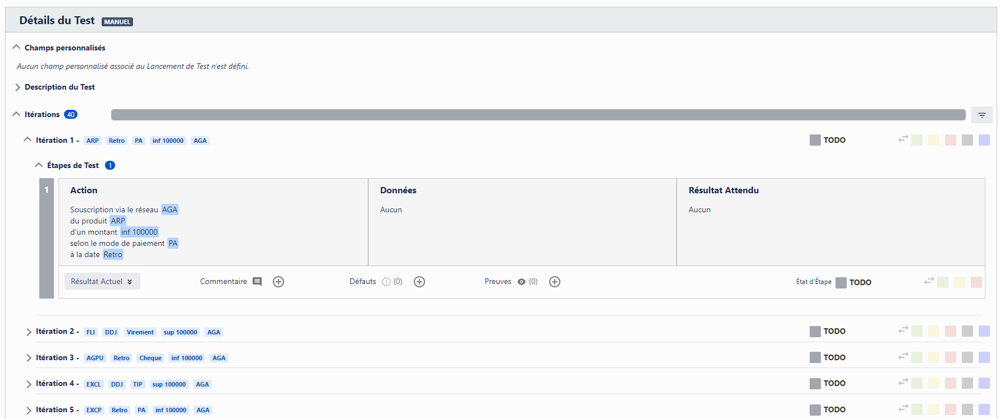 Détails du Test MANUEL
Champs personnalisés
Aucun champ personnalisé associé au Lancement de Test n'est défini.
Description du Test
Itérations 40
Itération 1 - ARP Retro PA inf 100000 AGA TODO
Étapes de Test 1
1 Action Données Résultat Attendu
Souscription via le réseau AGA Aucun Aucun
du produit ARP
d'un montant inf 100000
selon le mode de paiement PA
à la date Retro
Résultat Actuel Commentaire Défauts (0) Preuves (0) État d'Étape TODO
Itération 2 - FLI DDJ Virement sup 100000 AGA TODO
Itération 3 - AGPU Retro Cheque inf 100000 AGA TODO
Itération 4 - EXCL DDJ TIP sup 100000 AGA TODO
Itération 5 - EXCP Retro PA inf 100000 AGA TODO